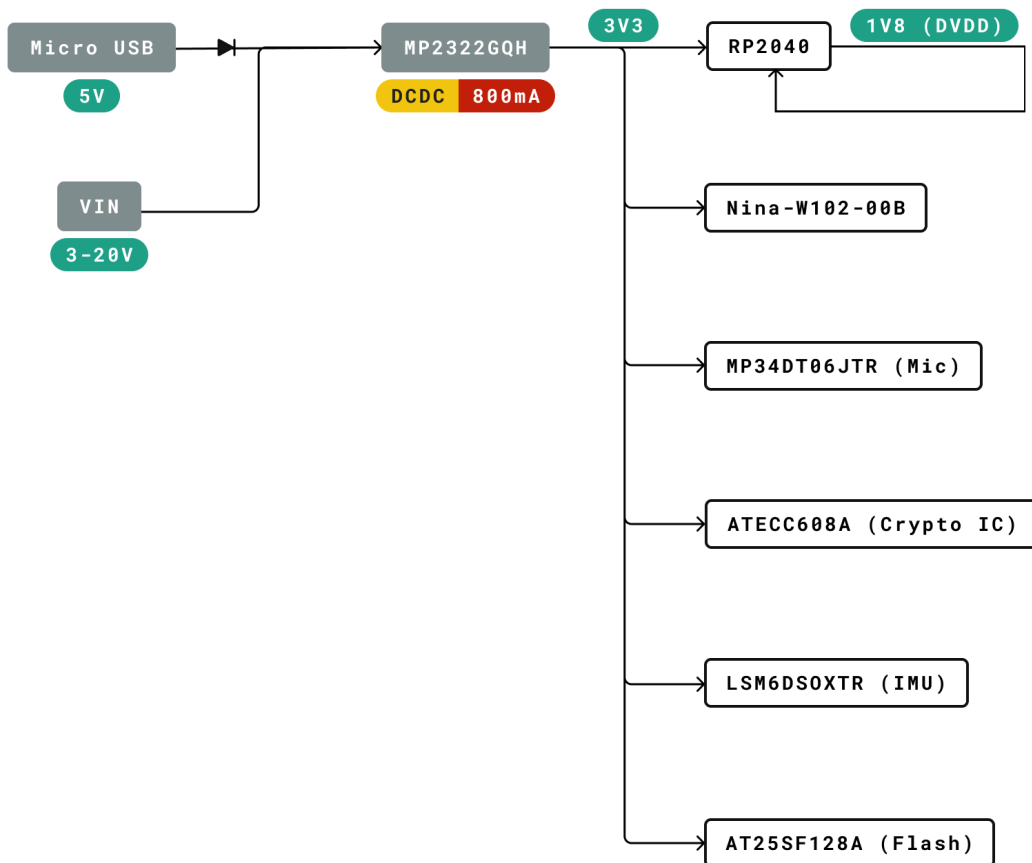 Micro USB
5V
VIN
3-20V
MP2322GQH
DCDC 800mA
3V3
RP2040
1V8 (DVDD)
Nina-W102-00B
MP34DT06JTR (Mic)
ATECC608A (Crypto IC)
LSM6DSOXTR (IMU)
AT25SF128A (Flash)